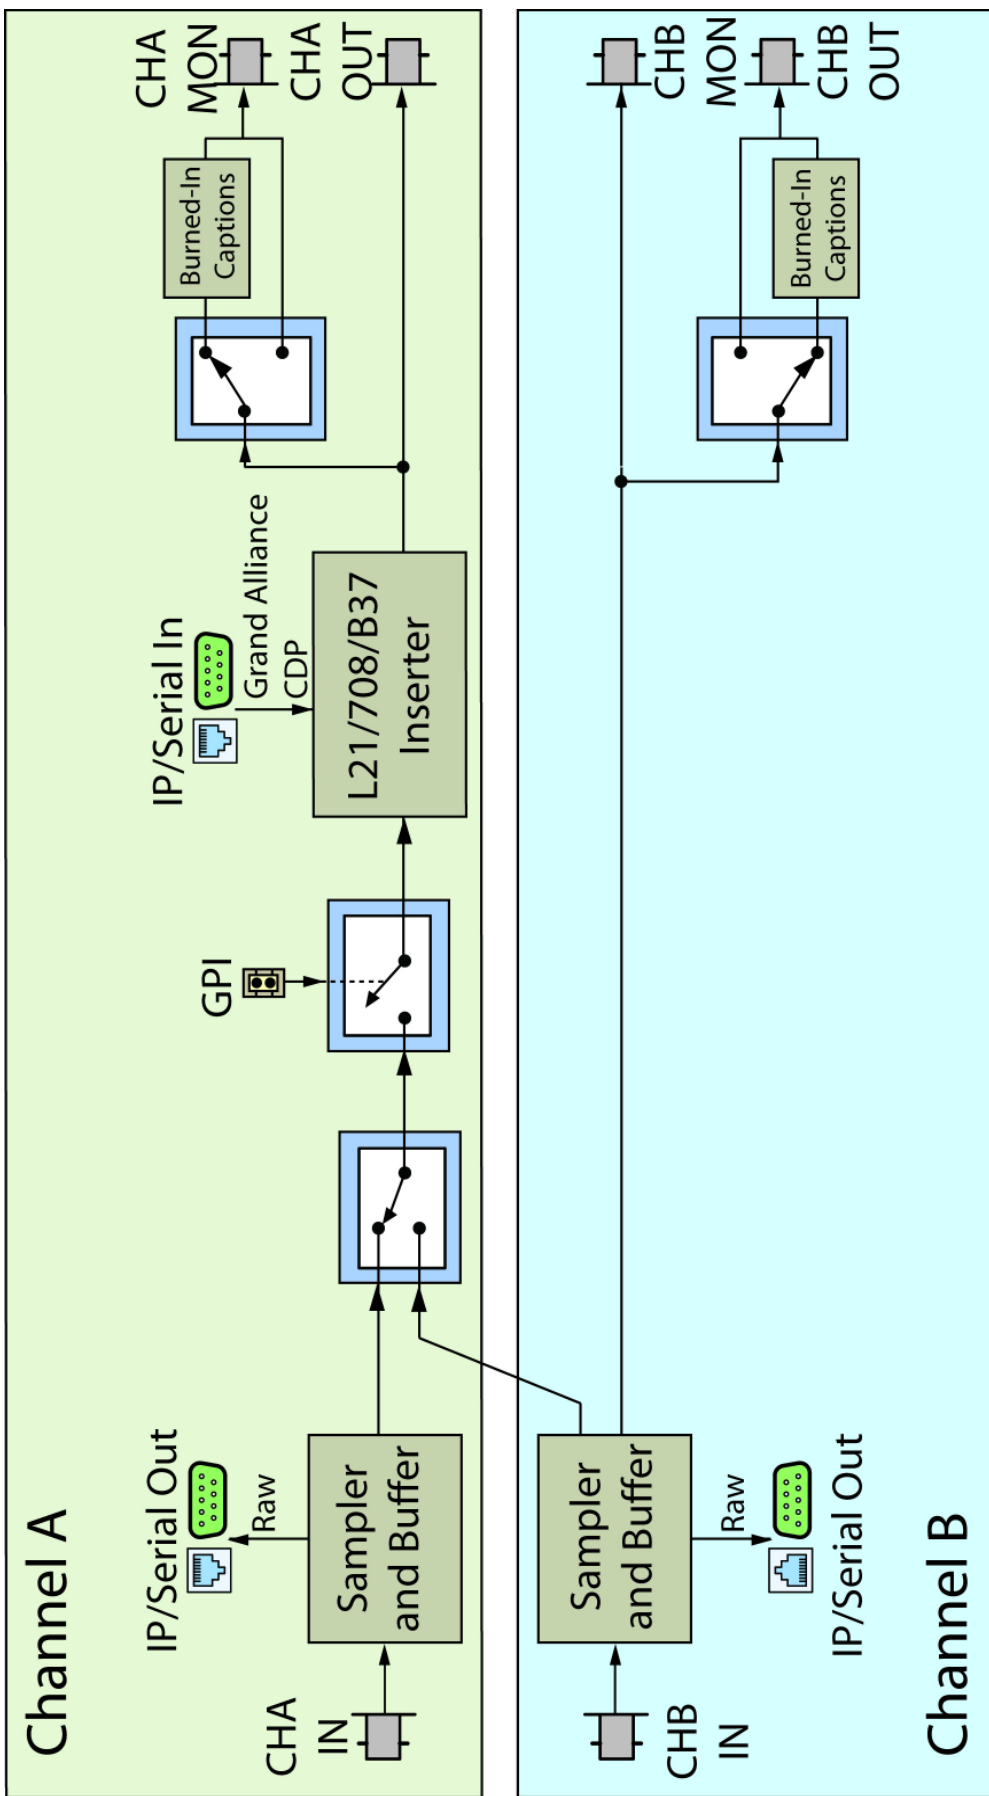 Channel A
CHA
IN
Sampler
and Buffer
Raw
IP/Serial Out
GPI
IP/Serial In
Grand Alliance
CDP
L21/708/B37
Inserter
Burned-In
Captions
CHA
MON
CHA
OUT
CHB
IN
Sampler
and Buffer
Raw
IP/Serial Out
Channel B
Burned-In
Captions
CHB
MON
CHB
OUT